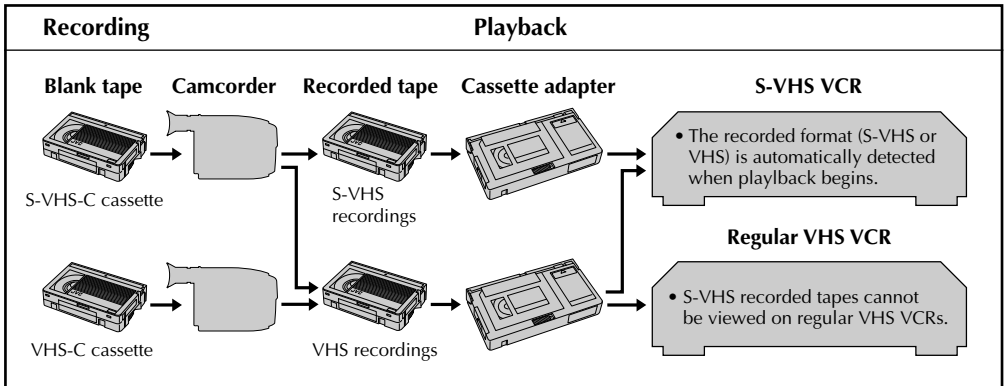 Recording
Playback
Blank tape
Camcorder
Recorded tape
Cassette adapter
S-VHS VCR
• The recorded format (S-VHS or
VHS) is automatically detected
when playlback begins.
S-VHS-C cassette
S-VHS
recordings
Regular VHS VCR
• S-VHS recorded tapes cannot
be viewed on regular VHS VCRs.
VHS-C cassette
VHS recordings